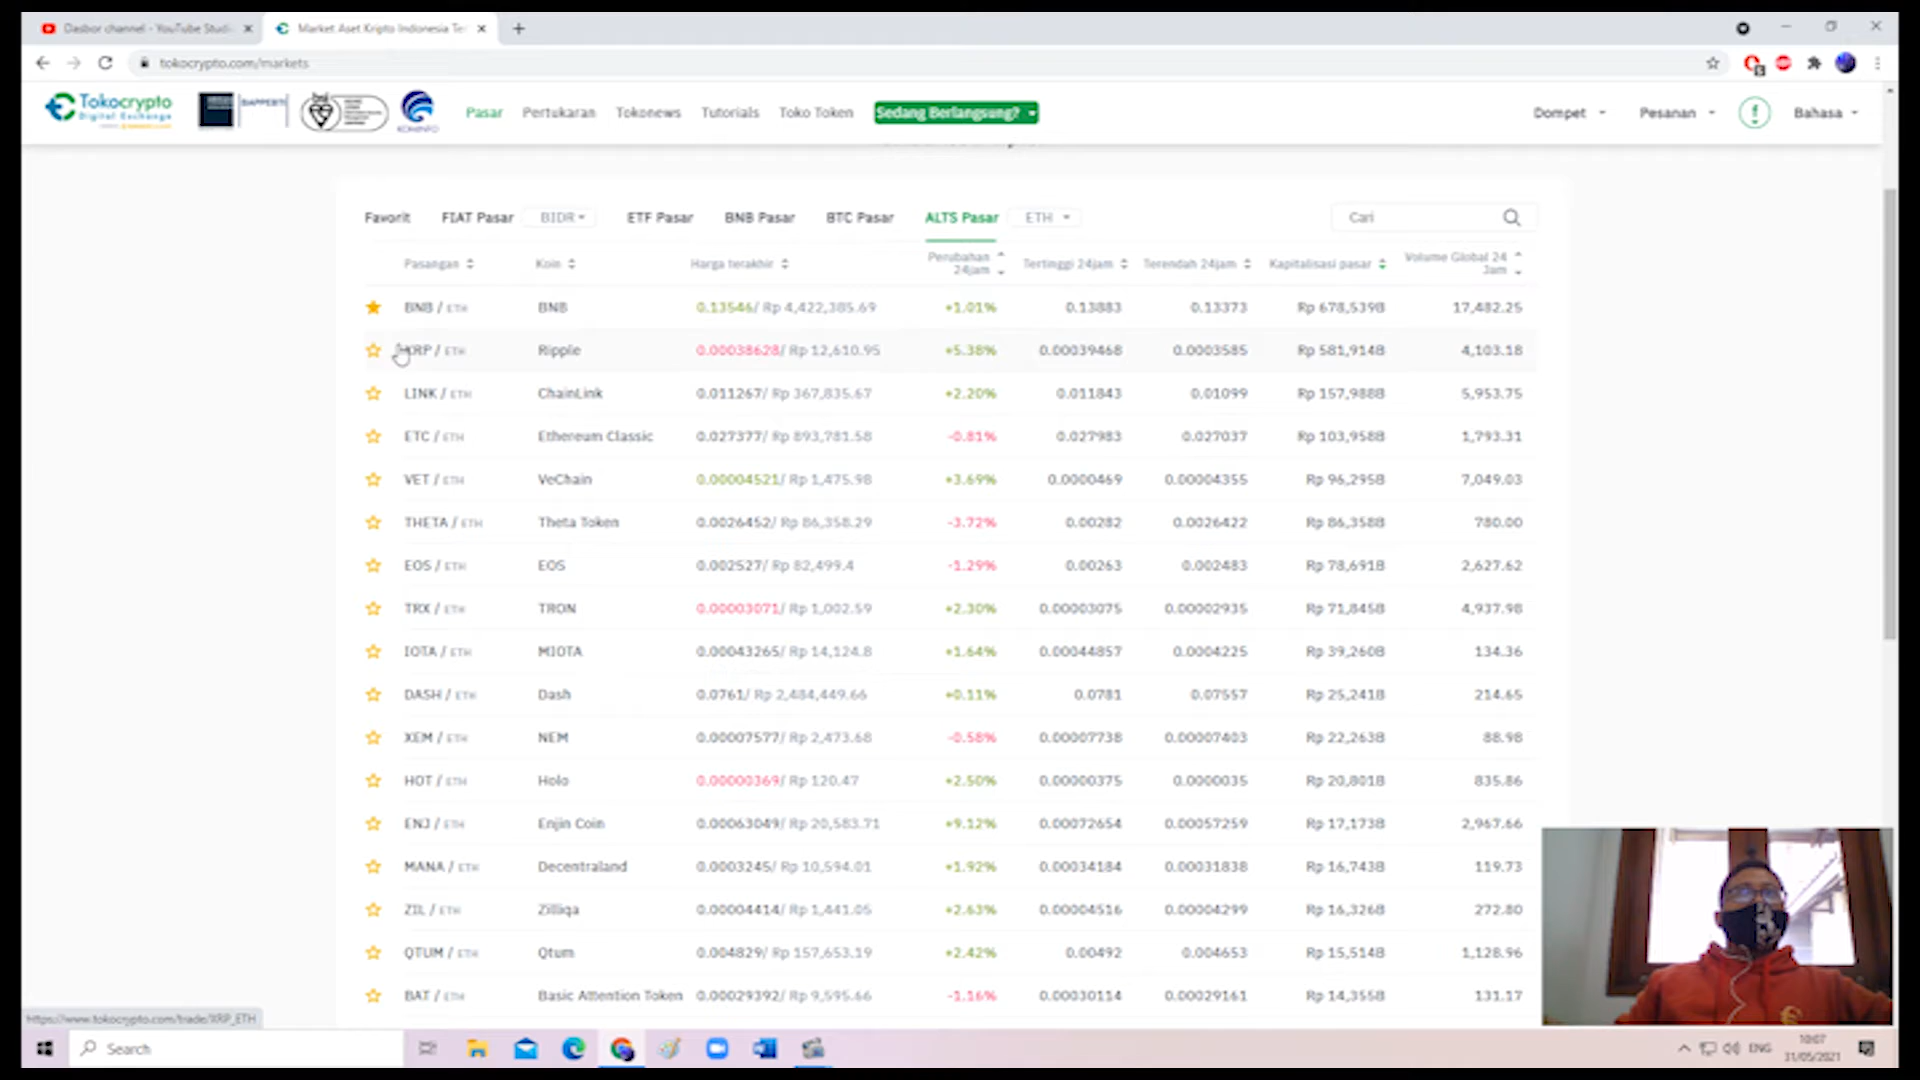 Dasbor channel - YouTube Studi
Market Aset Kripto Indonesia Te
tokocrypto.com/markets
Tokocrypto
Digital Exchange
BAPPEBTI
KOMINFO
Pasar
Pertukaran
Tokonews
Tutorials
Toko Token
Sedang Berlangsung?
Dompet
Pesanan
Bahasa
Favorit FIAT Pasar BIDR ETF Pasar BNB Pasar BTC Pasar ALTS Pasar ETH Cari
Pasangan Koin Harga terakhir Perubahan 24jam Tertinggi 24jam Terendah 24jam Kapitalisasi pasar Volume Global 24 Jam
BNB / ETH BNB 0.13546/ Rp 4,422,385.69 +1.01% 0.13883 0.13373 Rp 678,539B 17,482.25
XRP / ETH Ripple 0.00038628/ Rp 12,610.95 +5.38% 0.00039468 0.0003585 Rp 581,914B 4,103.18
LINK / ETH ChainLink 0.011267/ Rp 367,835.67 +2.20% 0.011843 0.01099 Rp 157,988B 5,953.75
ETC / ETH Ethereum Classic 0.027377/ Rp 893,781.58 -0.81% 0.027983 0.027037 Rp 103,958B 1,793.31
VET / ETH VeChain 0.00004521/ Rp 1,475.98 +3.69% 0.0000469 0.00004355 Rp 96,295B 7,049.03
THETA / ETH Theta Token 0.0026452/ Rp 86,358.29 -3.72% 0.00282 0.0026422 Rp 86,358B 780.00
EOS / ETH EOS 0.002527/ Rp 82,499.4 -1.29% 0.00263 0.002483 Rp 78,691B 2,627.62
TRX / ETH TRON 0.00003071/ Rp 1,002.59 +2.30% 0.00003075 0.00002935 Rp 71,845B 4,937.98
IOTA / ETH MIOTA 0.00043265/ Rp 14,124.8 +1.64% 0.00044857 0.0004225 Rp 39,260B 134.36
DASH / ETH Dash 0.0761/ Rp 2,484,449.66 +0.11% 0.0781 0.07557 Rp 25,241B 214.65
XEM / ETH NEM 0.00007577/ Rp 2,473.68 -0.58% 0.00007738 0.00007403 Rp 22,263B 88.98
HOT / ETH Holo 0.00000369/ Rp 120.47 +2.50% 0.00000375 0.0000035 Rp 20,801B 835.86
ENJ / ETH Enjin Coin 0.00063049/ Rp 20,583.71 +9.12% 0.00072654 0.00057259 Rp 17,173B 2,967.66
MANA / ETH Decentraland 0.0003245/ Rp 10,594.01 +1.92% 0.00034184 0.00031838 Rp 16,743B 119.73
ZIL / ETH Zilliqa 0.00004414/ Rp 1,441.05 +2.63% 0.00004516 0.00004299 Rp 16,326B 272.80
QTUM / ETH Qtum 0.004829/ Rp 157,653.19 +2.42% 0.00492 0.004653 Rp 15,514B 1,128.96
BAT / ETH Basic Attention Token 0.00029392/ Rp 9,595.66 -1.16% 0.00030114 0.00029161 Rp 14,355B 131.17
https://www.tokocrypto.com/trade/XRP_ETH
Search
ENG
10:07
31/05/2021